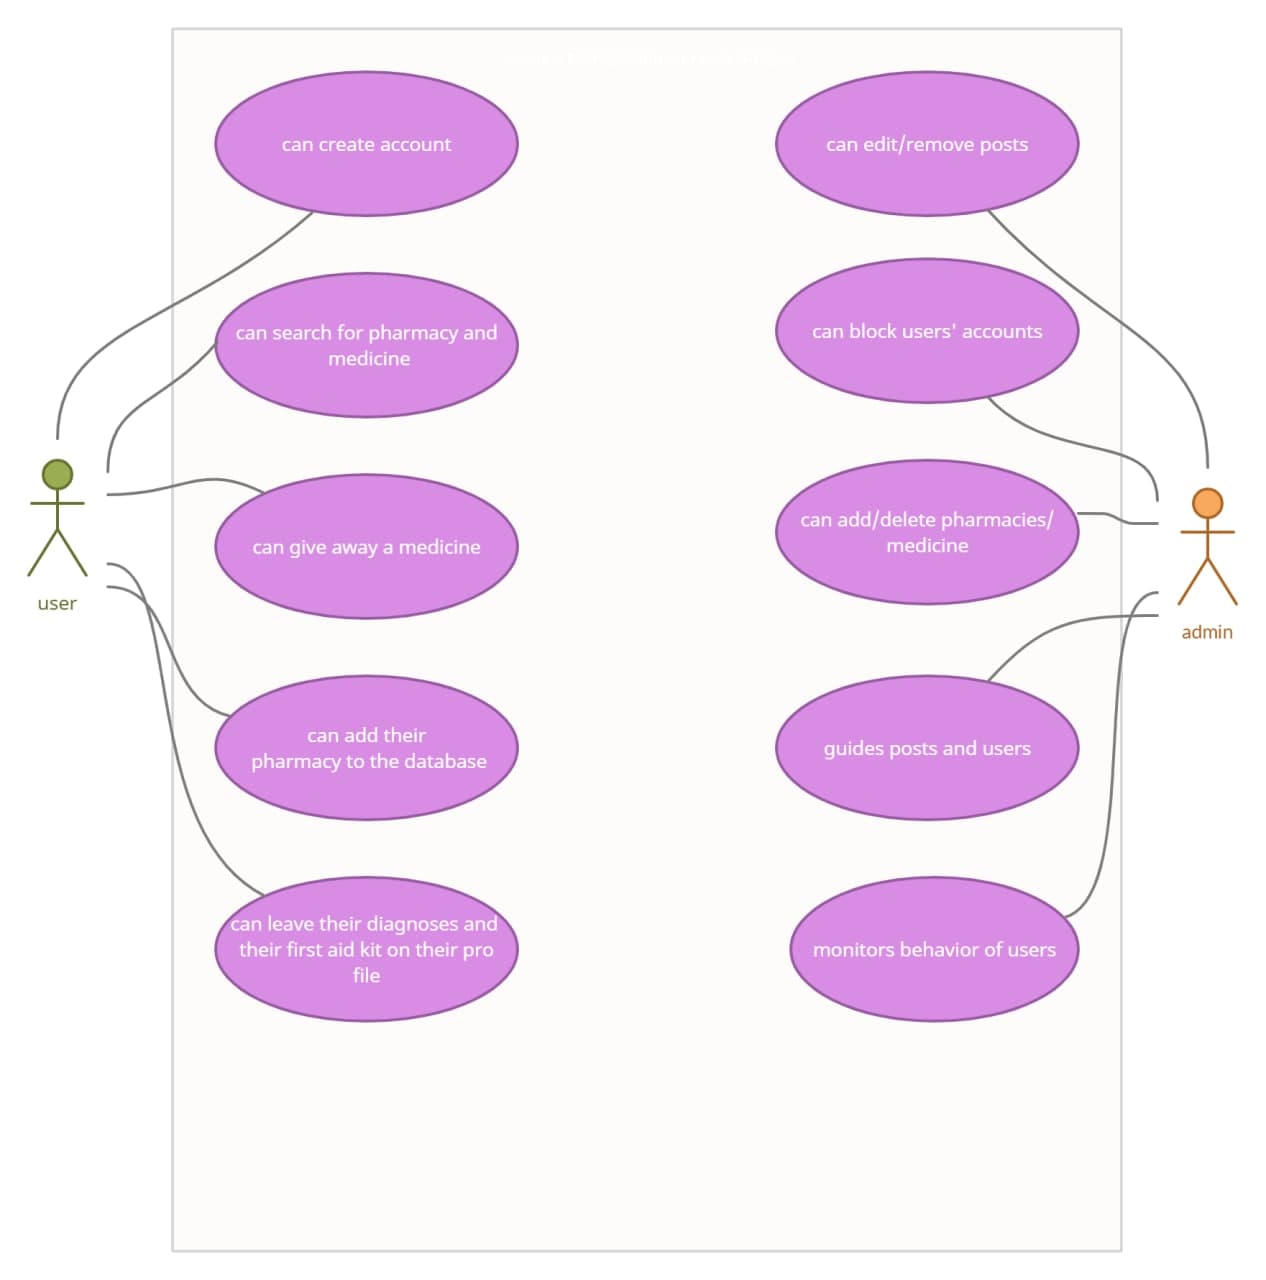 can create account
can edit/remove posts
can search for pharmacy and
medicine
can block users' accounts
can give away a medicine
can add/delete pharmacies/
medicine
user
admin
can add their
pharmacy to the database
guides posts and users
can leave their diagnoses and
their first aid kit on their pro
file
monitors behavior of users